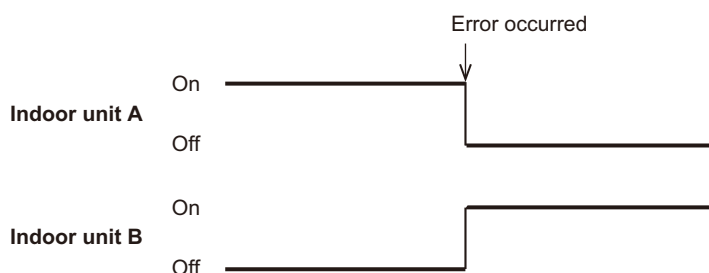 Error occurred
On
Indoor unit A
Off
On
Indoor unit B
Off